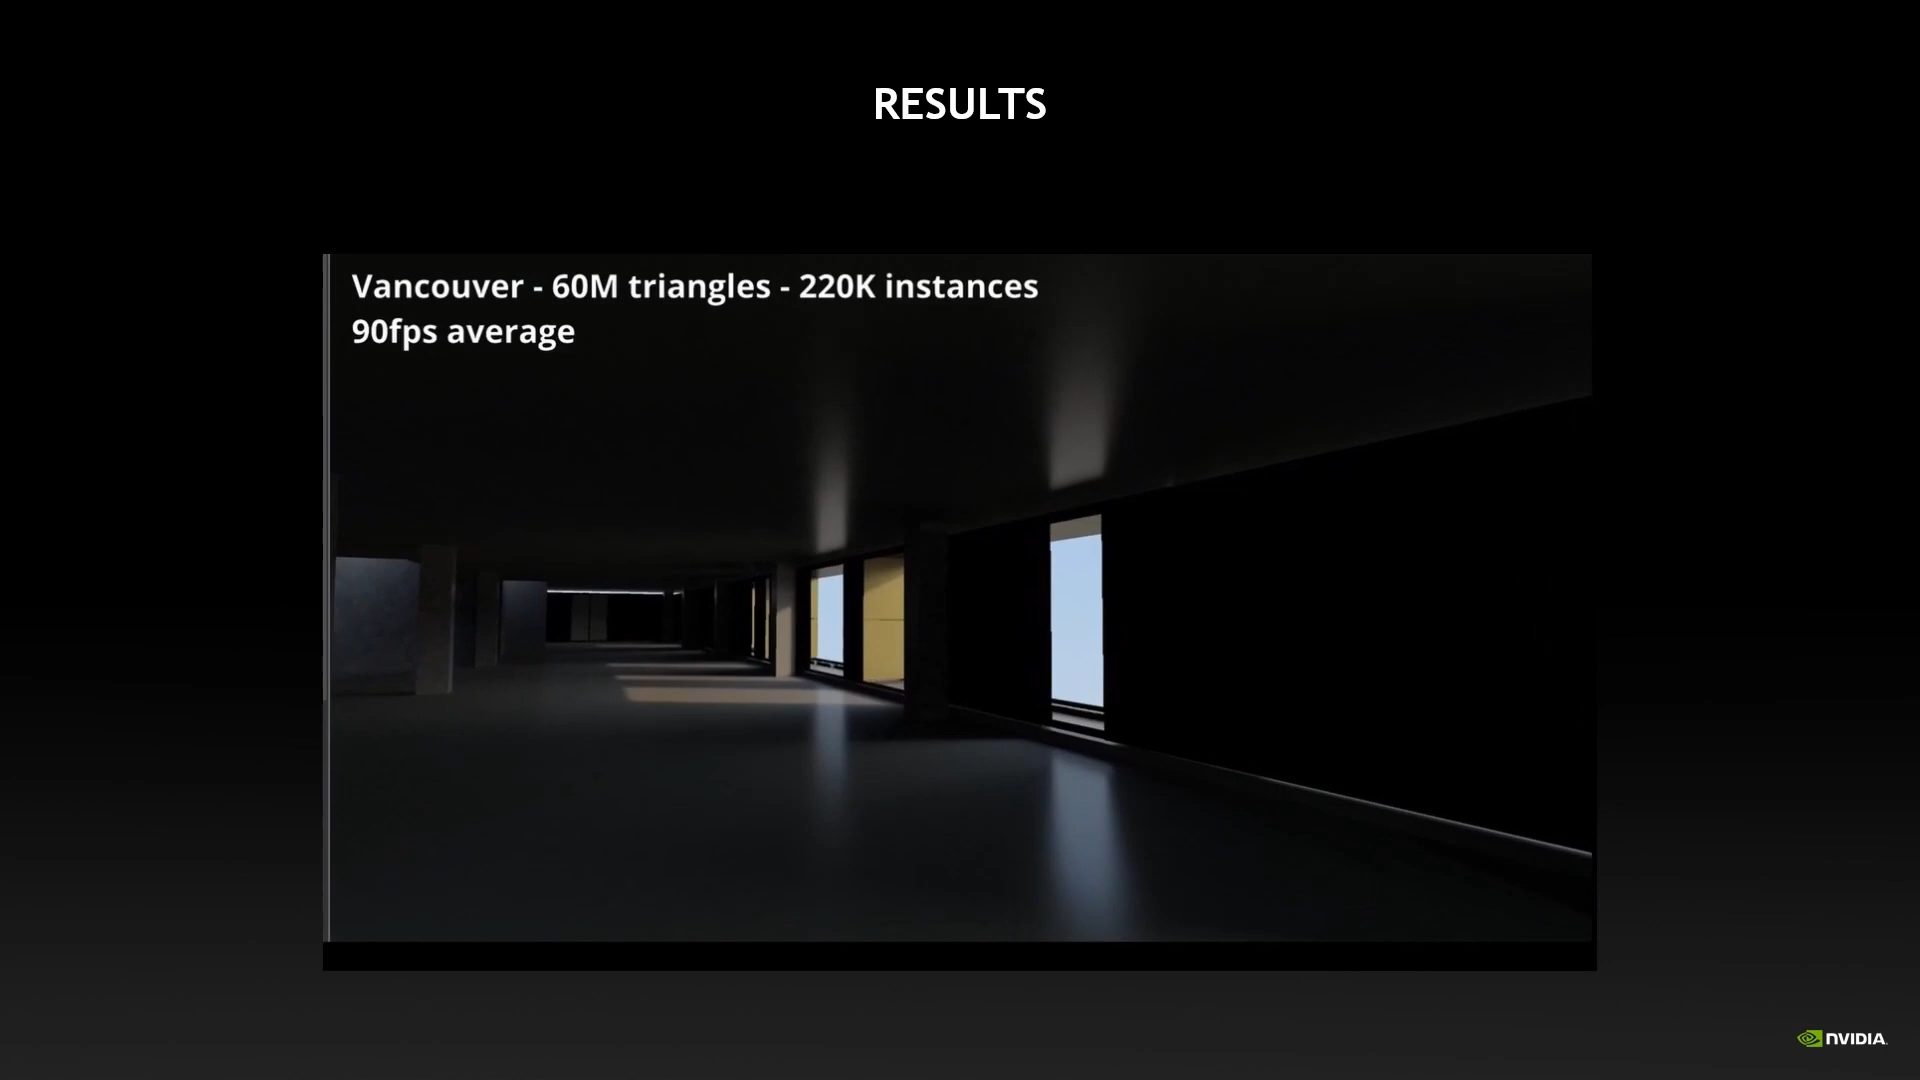 RESULTS
Vancouver - 60M triangles - 220K instances
90fps average
NVIDIA.